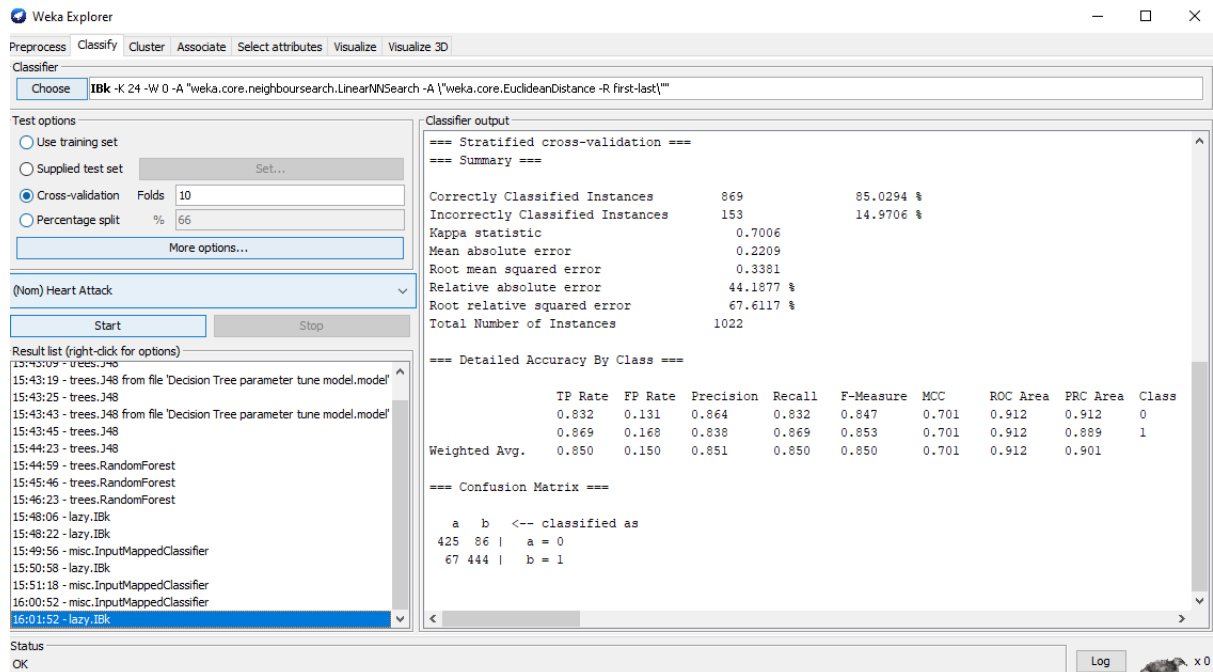 Weka Explorer
Preprocess Classify Cluster Associate Select attributes Visualize Visualize 3D
Classifier
Choose IBk -K 24 -W 0 -A "weka.core.neighboursearch.LinearNNSearch -A \"weka.core.EuclideanDistance -R first-last\""
Test options
Use training set
Supplied test set Set...
Cross-validation Folds 10
Percentage split % 66
More options...
(Nom) Heart Attack
Start Stop
Result list (right-click for options)
15:43:09 - trees.J48
15:43:19 - trees.J48 from file 'Decision Tree parameter tune model.model'
15:43:25 - trees.J48
15:43:43 - trees.J48 from file 'Decision Tree parameter tune model.model'
15:43:45 - trees.J48
15:44:23 - trees.J48
15:44:59 - trees.RandomForest
15:45:46 - trees.RandomForest
15:46:23 - trees.RandomForest
15:48:06 - lazy.IBk
15:48:22 - lazy.IBk
15:49:56 - misc.InputMappedClassifier
15:50:58 - lazy.IBk
15:51:18 - misc.InputMappedClassifier
16:00:52 - misc.InputMappedClassifier
16:01:52 - lazy.IBk
Classifier output
=== Stratified cross-validation ===
=== Summary ===
Correctly Classified Instances 869 85.0294 %
Incorrectly Classified Instances 153 14.9706 %
Kappa statistic 0.7006
Mean absolute error 0.2209
Root mean squared error 0.3381
Relative absolute error 44.1877 %
Root relative squared error 67.6117 %
Total Number of Instances 1022
=== Detailed Accuracy By Class ===
TP Rate FP Rate Precision Recall F-Measure MCC ROC Area PRC Area Class
0.832 0.131 0.864 0.832 0.847 0.701 0.912 0.912 0
0.869 0.168 0.838 0.869 0.853 0.701 0.912 0.889 1
Weighted Avg. 0.850 0.150 0.851 0.850 0.850 0.701 0.912 0.901
=== Confusion Matrix ===
a b <-- classified as
425 86 | a = 0
67 444 | b = 1
Status
OK
Log x 0